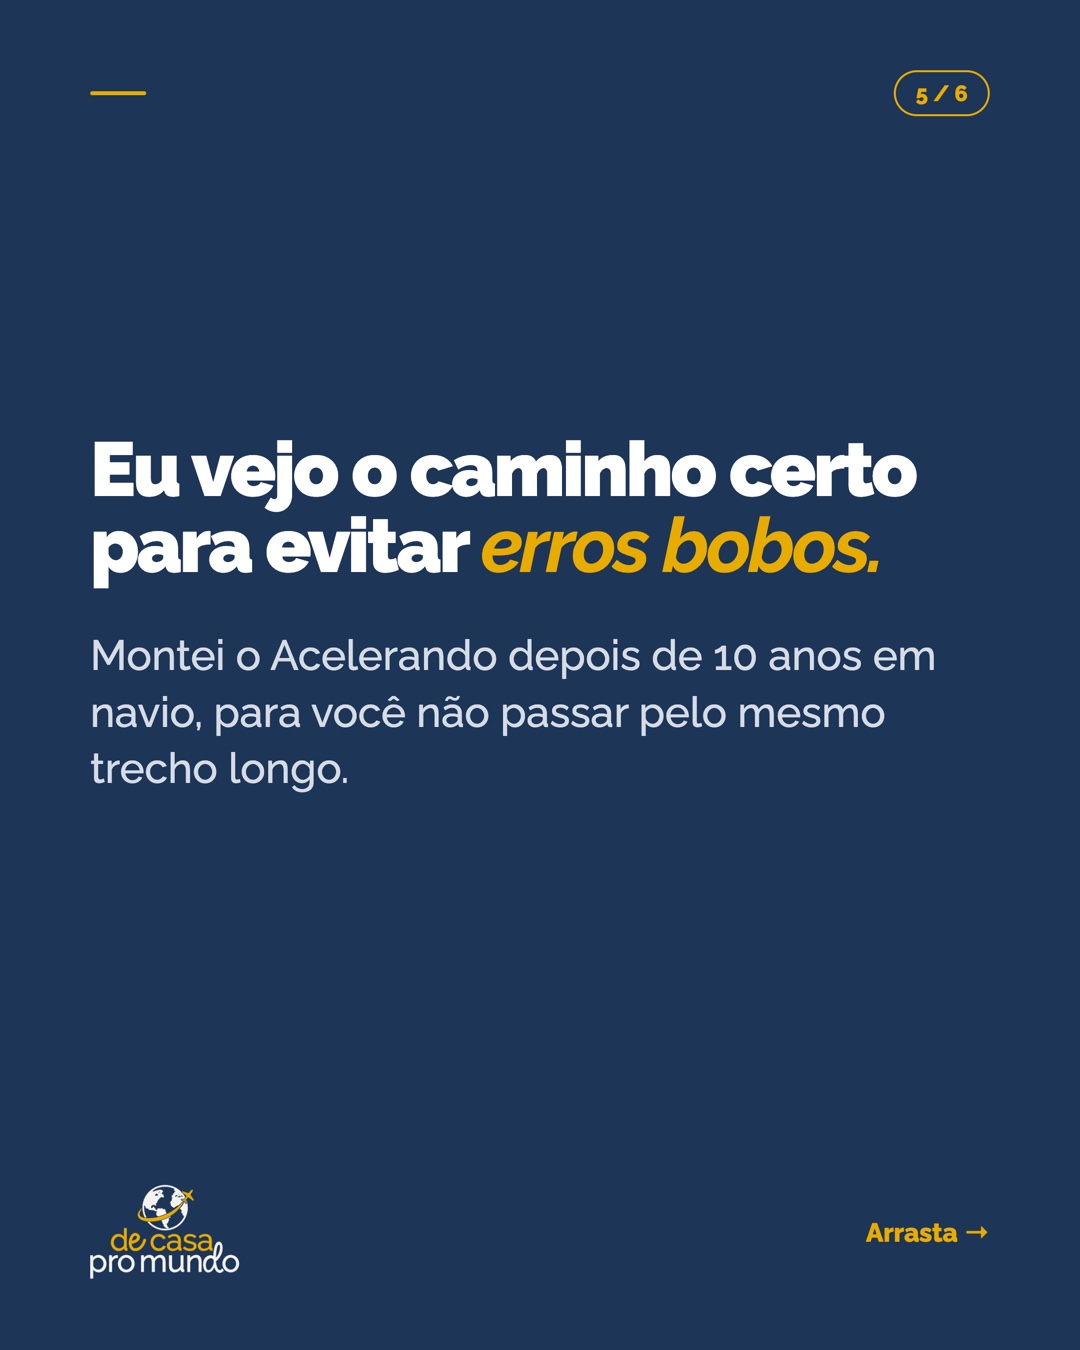 5 / 6
Eu vejo o caminho certo
para evitar erros bobos.
Montei o Acelerando depois de 10 anos em
navio, para você não passar pelo mesmo
trecho longo.
de casa
pro mundo
Arrasta →